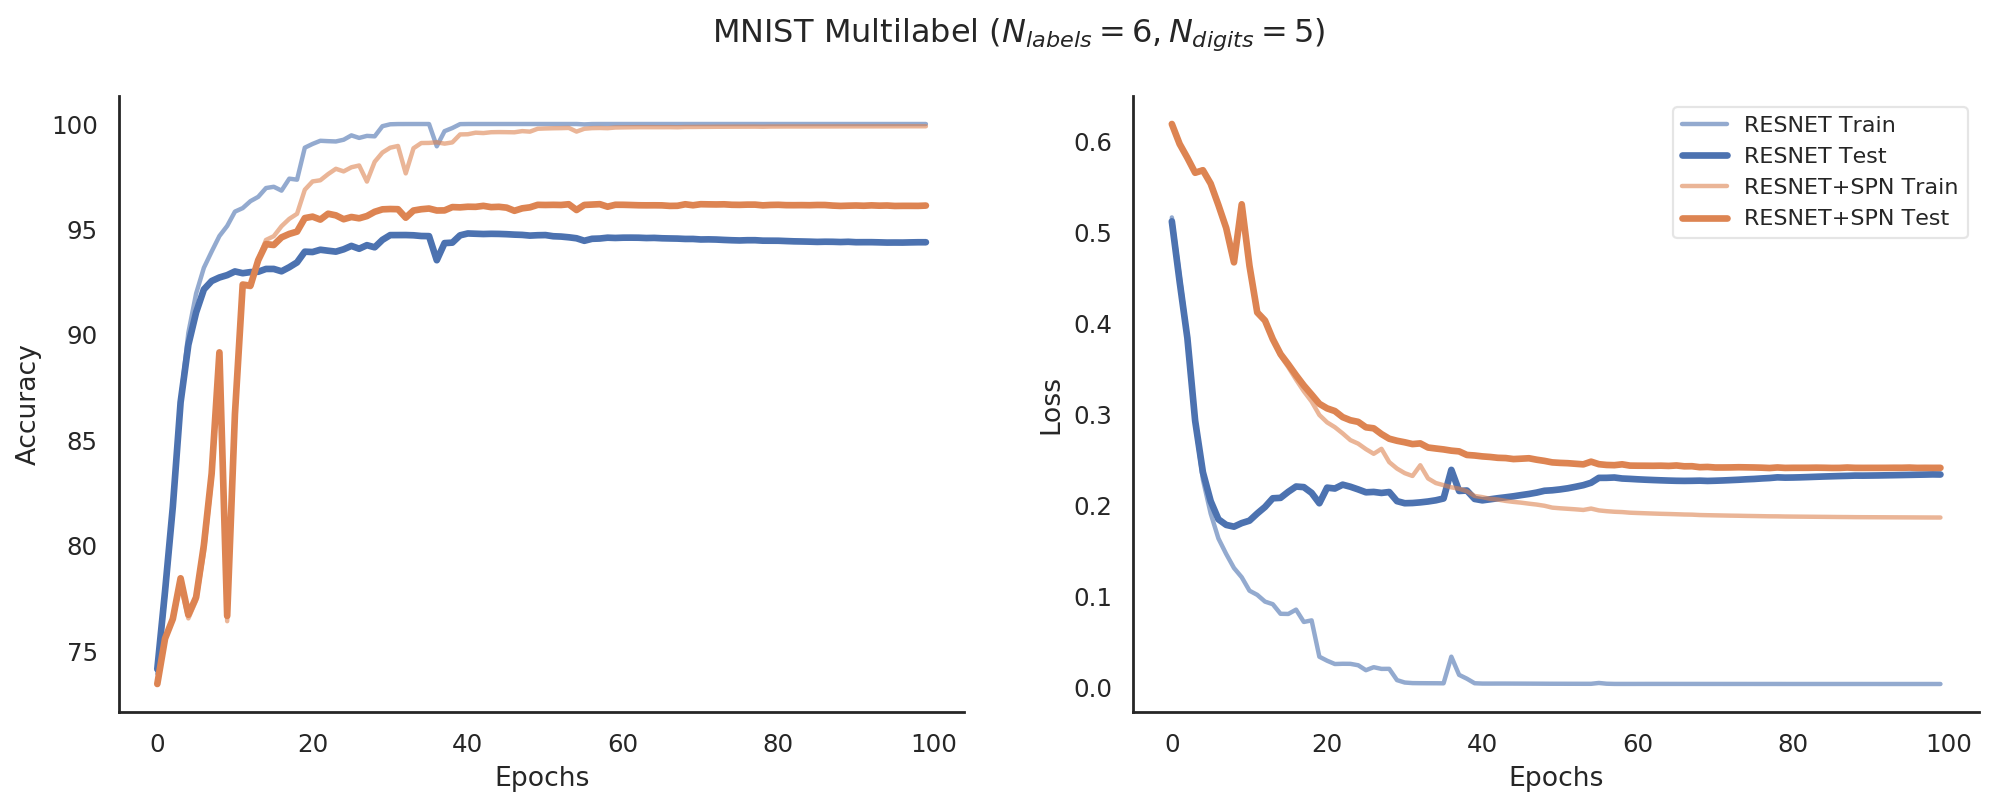 MNIST Multilabel (N_labels = 6, N_digits = 5)
Accuracy
100
95
90
85
80
75
0 20 40 60 80 100
Epochs
Loss
0.6
0.5
0.4
0.3
0.2
0.1
0.0
0 20 40 60 80 100
Epochs
RESNET Train
RESNET Test
RESNET+SPN Train
RESNET+SPN Test